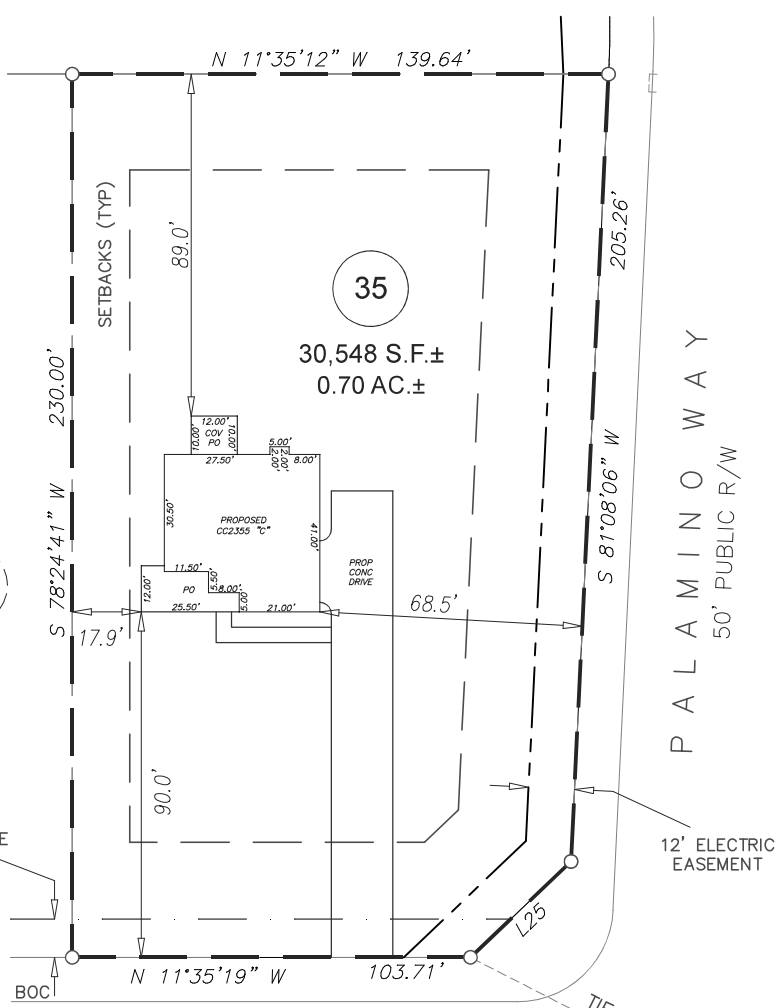 N 11°35'12" W 139.64'
SETBACKS (TYP)
89.0'
205.26'
35
30,548 S.F.±
0.70 AC.±
230.00'
S 78°24'41" W
12.00'
10.00'
COV
PO
10.00'
5.00'
2.00'
2.00'
27.50'
8.00'
30.50'
PROPOSED
CC2355 "C"
41.00'
PROP
CONC
DRIVE
11.50'
5.50'
12.00'
PO
8.00'
5.00'
25.50'
21.00'
68.5'
17.9'
S 81°08'06" W
PALAMINO WAY
50' PUBLIC R/W
90.0'
12' ELECTRIC
EASEMENT
E
L25
N 11°35'19" W 103.71'
BOC
TIE